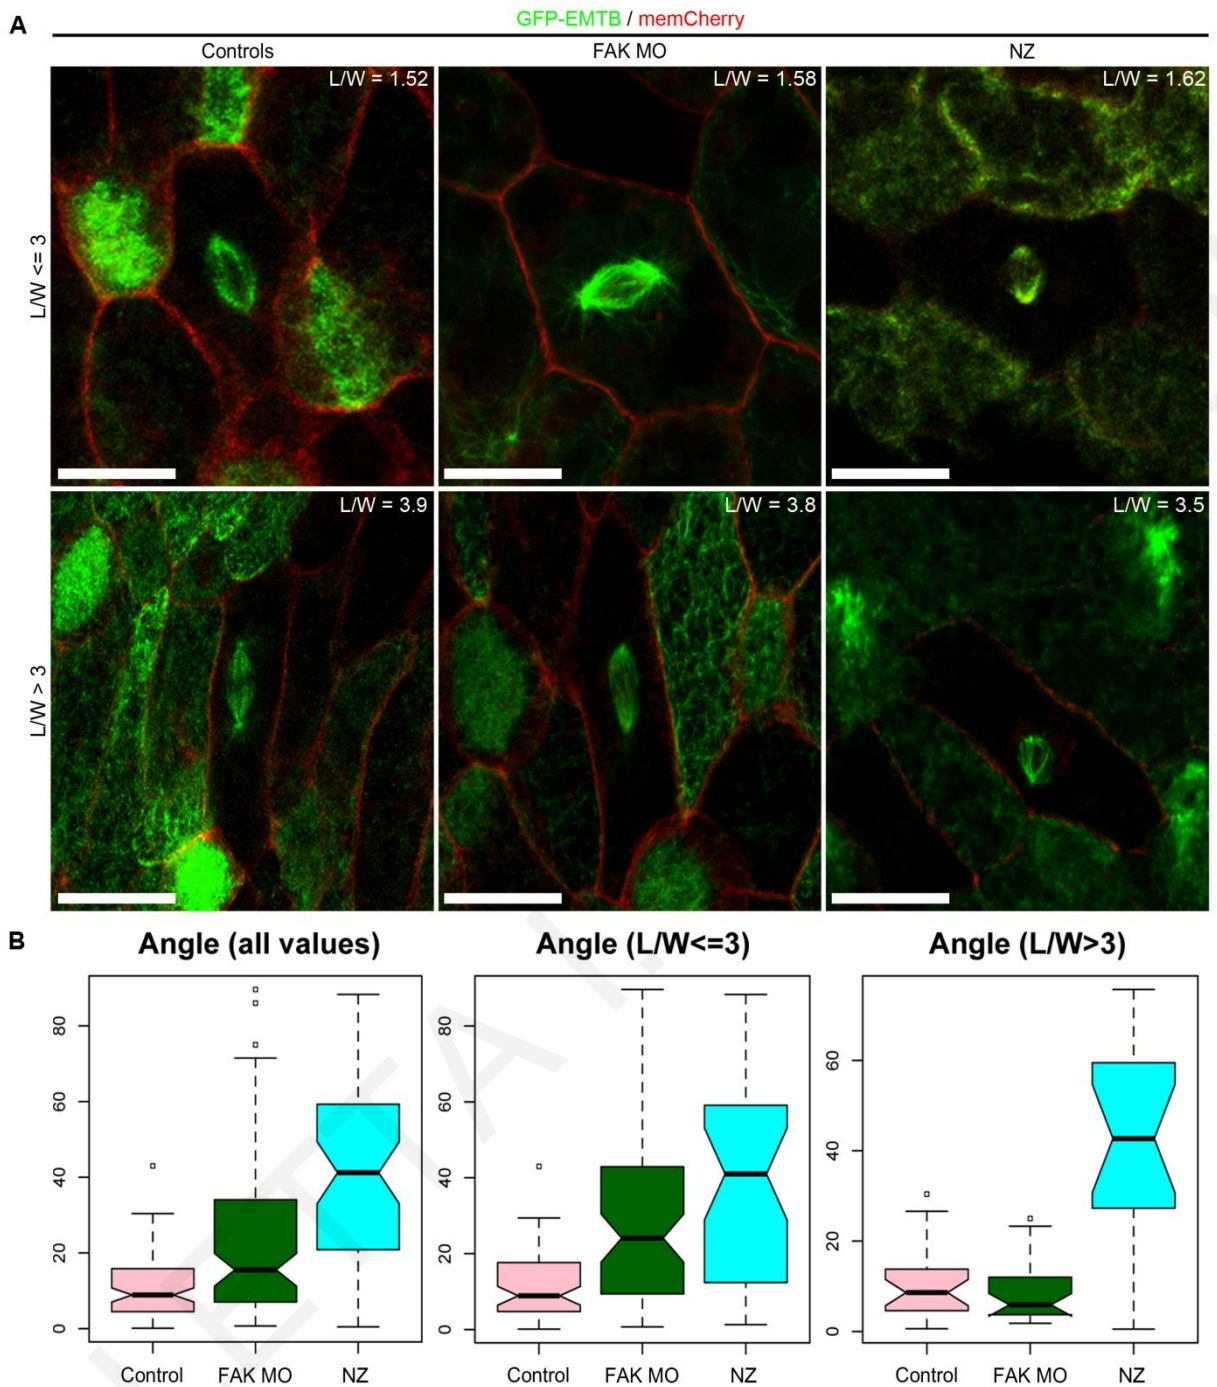 GFP-EMTB / memCherry
A
Controls FAK MO NZ
L/W <= 3
L/W = 1.52 L/W = 1.58 L/W = 1.62
L/W > 3
L/W = 3.9 L/W = 3.8 L/W = 3.5
B
Angle (all values) Angle (L/W<=3) Angle (L/W>3)
80 80
60 60 60
40 40 40
20 20 20
0 0 0
Control FAK MO NZ Control FAK MO NZ Control FAK MO NZ